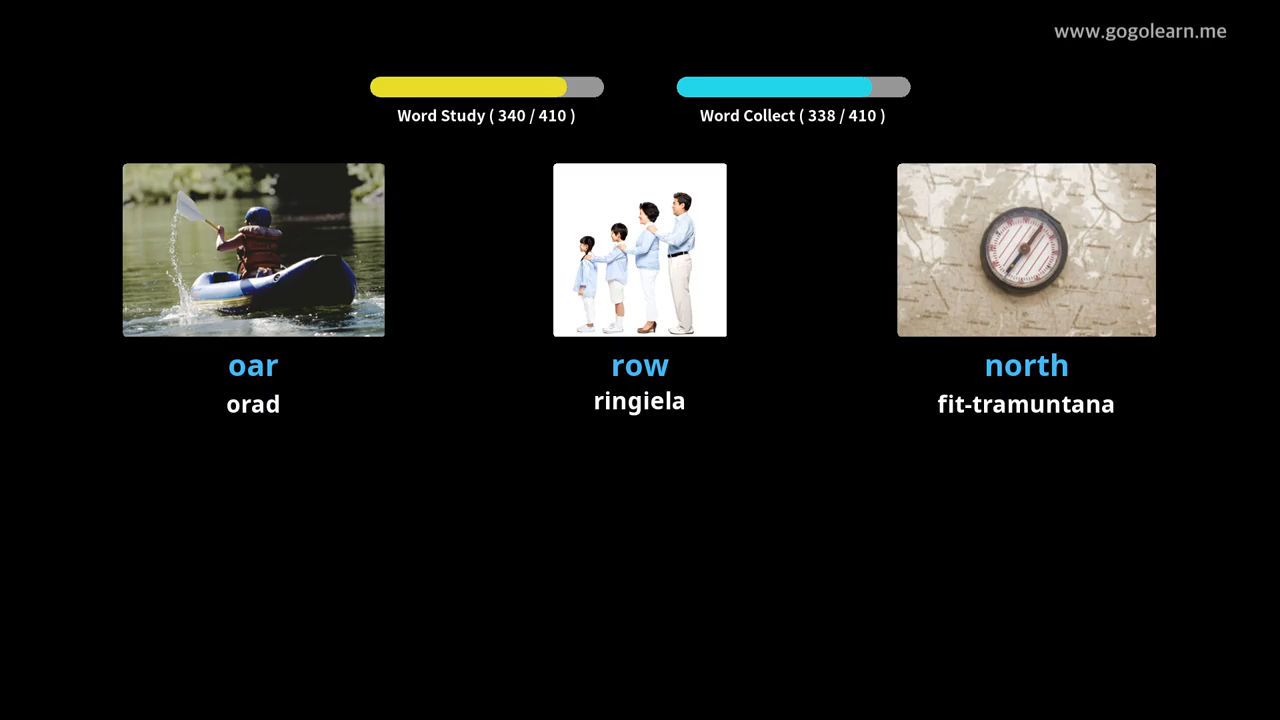 www.gogolearn.me
Word Study ( 340 / 410 )
Word Collect ( 338 / 410 )
oar
orad
row
ringiela
north
fit-tramuntana